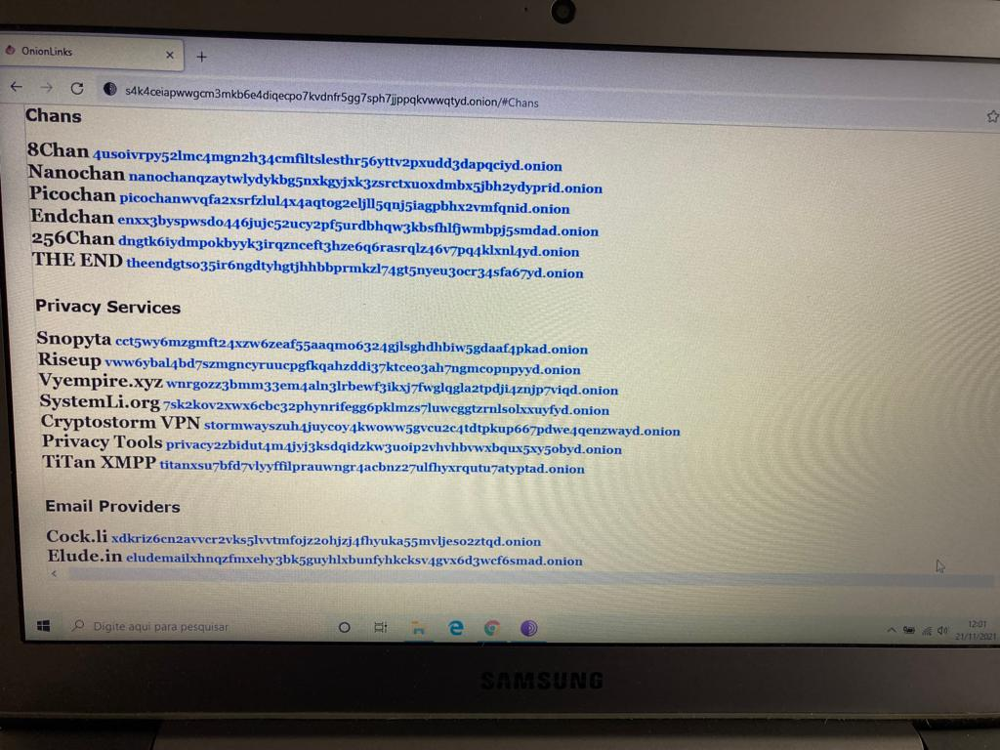 OnionLinks
s4k4ceiapwwgcm3mkb6e4diqecpo7kvdnfr5gg7sph7jjppqkvwwqtyd.onion/#Chans
Chans
8Chan 4usoivrpy52lmc4mgn2h34cmfiltslesthr56yttv2pxudd3dapqciyd.onion
Nanochan nanochanqzaytwlydykbg5nxkgyjxk3zsrctxuoxdmbx5jbh2ydyprid.onion
Picochan picochanwvqfa2xsrfzlul4x4aqtog2eljll5qnj5iagpbhx2vmfqnid.onion
Endchan enxx3byspwsdo446jujc52ucy2pf5urdbhqw3kbsfhlfjwmbpj5smdad.onion
256Chan dngtk6iydmpokbyyk3irqznceft3hze6q6rasrqlz46v7pq4klxnl4yd.onion
THE END theendgtso35ir6ngdtyhgtjhhbbprmkzl74gt5nyeu3ocr34sfa67yd.onion
Privacy Services
Snopyta cct5wy6mzgmft24xzw6zeaf55aaqmo6324gjlsghdhbiw5gdaaf4pkad.onion
Riseup vww6ybal4bd7szmgncyruucpgfkqahzddi37ktceo3ah7ngmcopnpyyd.onion
Vyempire.xyz wnrgozz3bmm33em4aln3lrbewf3ikxj7fwglqgla2tpdji4znjp7viqd.onion
SystemLi.org 7sk2kov2xwx6cbc32phynrifegg6pklmzs7luwcggtzrnlsolxxuyfyd.onion
Cryptostorm VPN stormwayszuh4juycoy4kwoww5gvcu2c4tdtpkup667pdwe4qenzwayd.onion
Privacy Tools privacy2zbidut4m4jyj3ksdqidzkw3uoip2vhvhbvwxbqux5xy5obyd.onion
TiTan XMPP titanxsu7bfd7vlyyffilprauwngr4acbnz27ulfhyxrqutu7atyptad.onion
Email Providers
Cock.li xdkriz6cn2avvcr2vks5lvvtmfojz2ohjzj4fhyuka55mvljeso2ztqd.onion
Elude.in eludemailxhnqzfmxehy3bk5guyhlxbunfyhkcksv4gvx6d3wcf6smad.onion
Digite aqui para pesquisar
12:01
21/11/2021
SAMSUNG